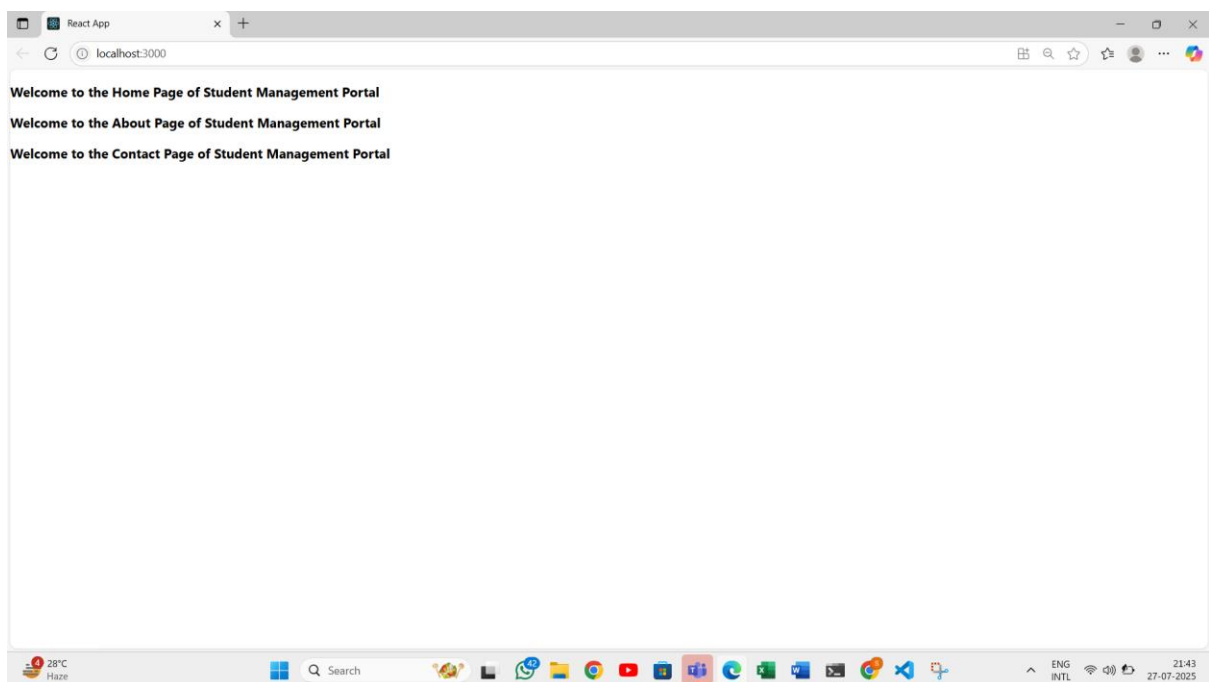 React App
localhost:3000
Welcome to the Home Page of Student Management Portal
Welcome to the About Page of Student Management Portal
Welcome to the Contact Page of Student Management Portal
4
28°C
Haze
Search
42
ENG
INTL
21:43
27-07-2025